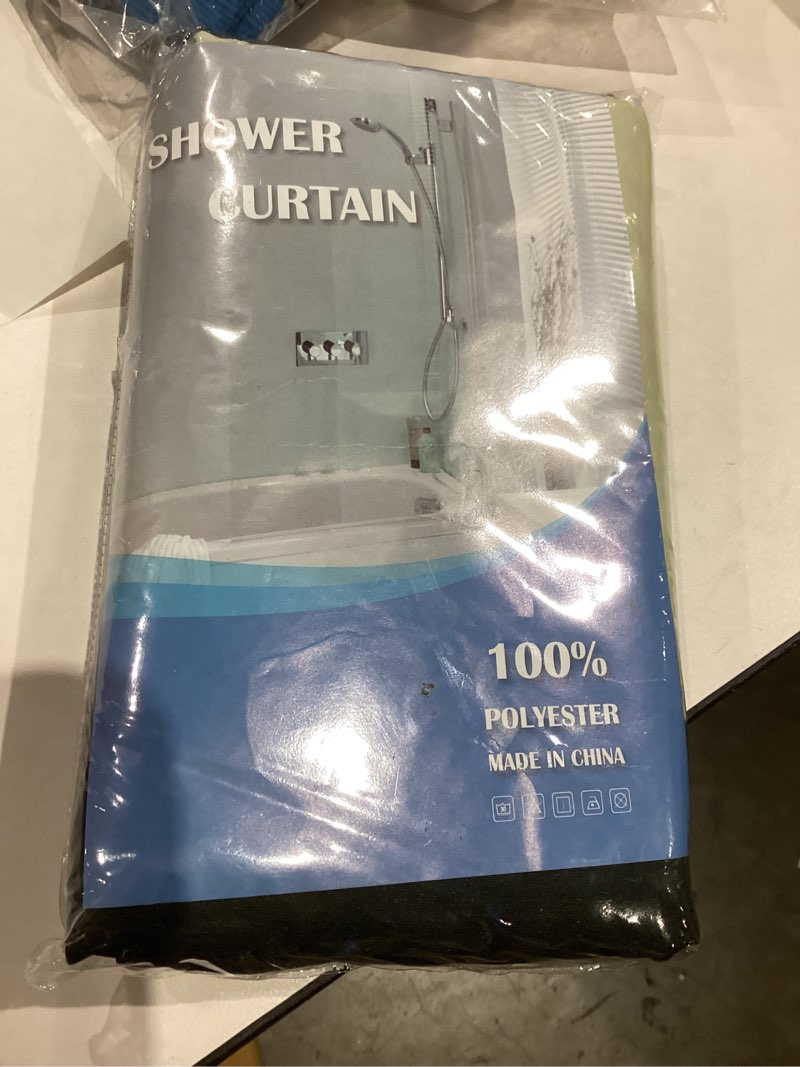 SHOWER
CURTAIN
100%
POLYESTER
MADE IN CHINA